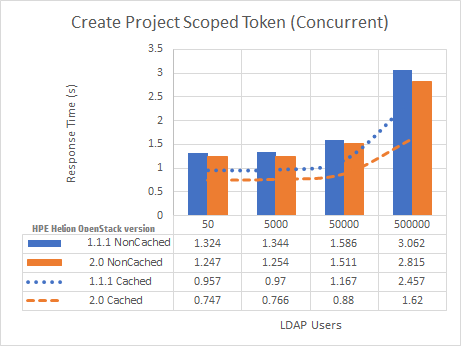 Create Project Scoped Token (Concurrent)
3.5
3
2.5
2
1.5
1
0.5
0
Response Time (s)
50 5000 50000 500000
HPE Helion OpenStack version
1.1.1 NonCached 1.324 1.344 1.586 3.062
2.0 NonCached 1.247 1.254 1.511 2.815
1.1.1 Cached 0.957 0.97 1.167 2.457
2.0 Cached 0.747 0.766 0.88 1.62
LDAP Users